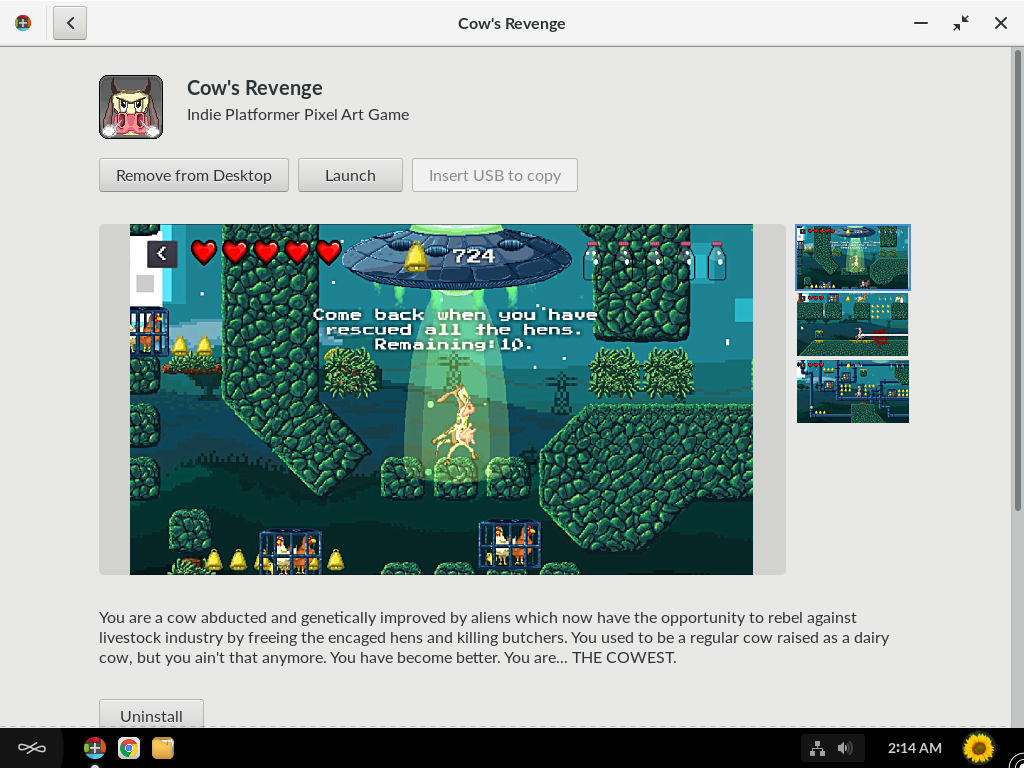 Cow's Revenge
Cow's Revenge
Indie Platformer Pixel Art Game
Remove from Desktop
Launch
Insert USB to copy
724
Come back when you have
rescued all the hens.
Remaining:10.
You are a cow abducted and genetically improved by aliens which now have the opportunity to rebel against
livestock industry by freeing the encaged hens and killing butchers. You used to be a regular cow raised as a dairy
cow, but you ain't that anymore. You have become better. You are... THE COWEST.
Uninstall
2:14 AM